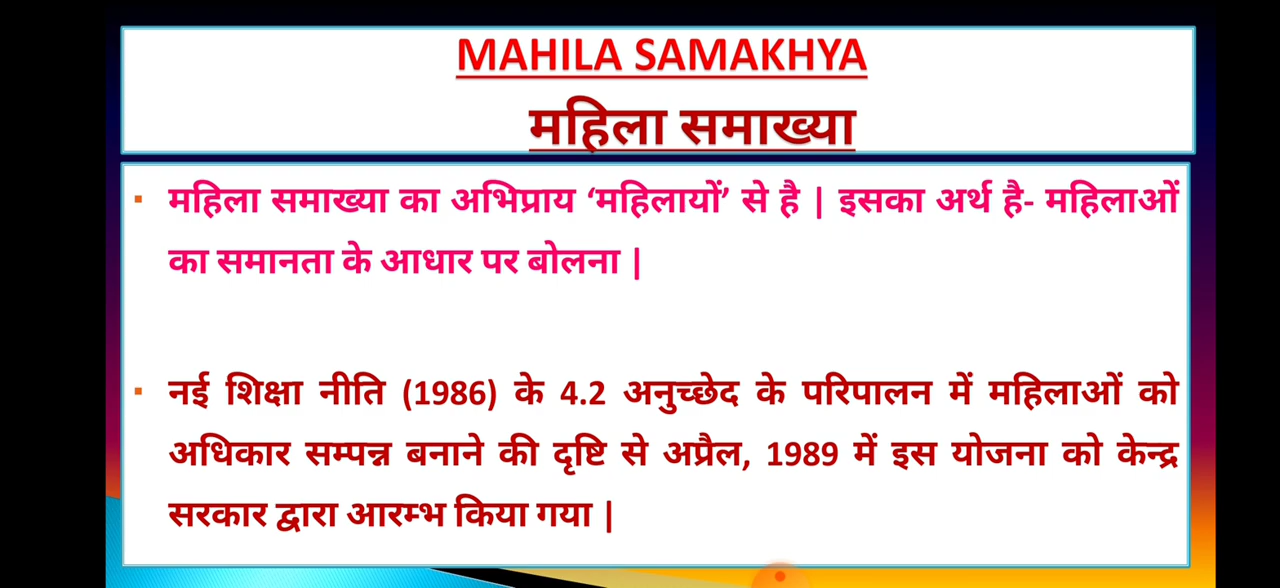 MAHILA SAMAKHYA
महिला समाख्या
▪ महिला समाख्या का अभिप्राय ‘महिलायों’ से है | इसका अर्थ है- महिलाओं
का समानता के आधार पर बोलना |
▪ नई शिक्षा नीति (1986) के 4.2 अनुच्छेद के परिपालन में महिलाओं को
अधिकार सम्पन्न बनाने की दृष्टि से अप्रैल, 1989 में इस योजना को केन्द्र
सरकार द्वारा आरम्भ किया गया |